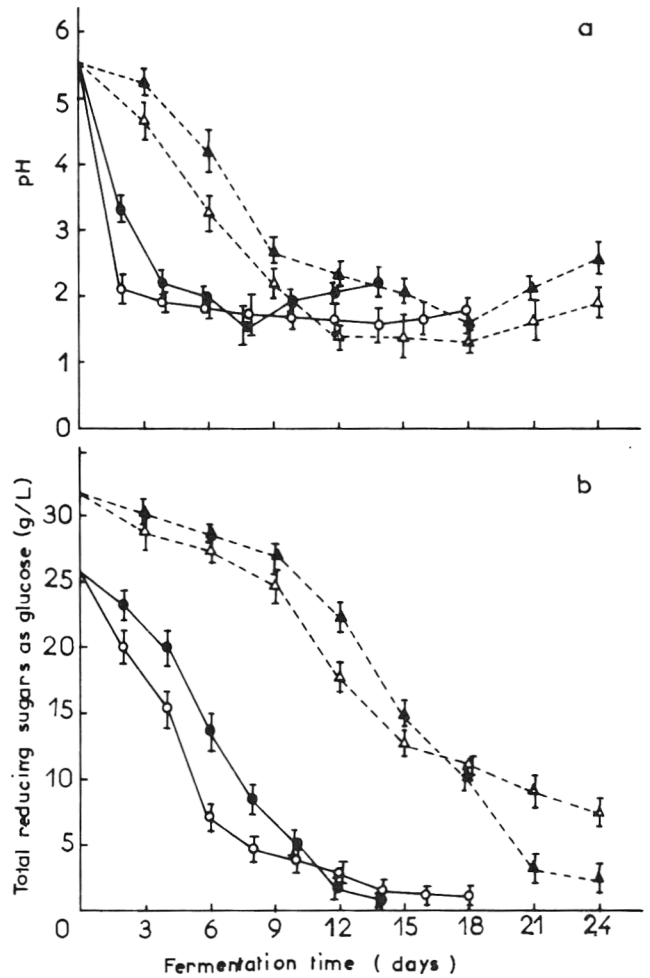 a
6
5
4
3
2
1
0
pH
b
30
25
20
15
10
5
0
Total reducing sugars as glucose (g/L)
3 6 9 12 15 18 21 24
Fermentation time ( days )